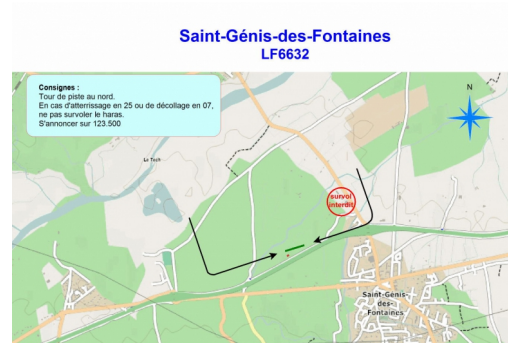 Saint-Génis-des-Fontaines
LF6632
Consignes :
Tour de piste au nord.
En cas d'atterrissage en 25 ou de décollage en 07,
ne pas survoler le haras.
S'annoncer sur 123.500
N
La Tech
survol
interdit
Saint-Génis-
des-
Fontaines